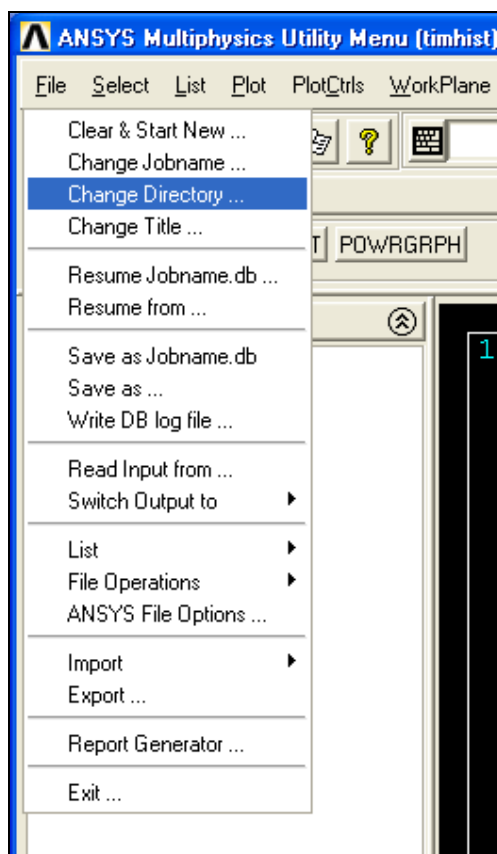 ANSYS Multiphysics Utility Menu (timhist)
File Select List Plot PlotCtrls WorkPlane
Clear & Start New ...
Change Jobname ...
Change Directory ...
Change Title ...
POWRGRPH
Resume Jobname.db ...
Resume from ...
1
Save as Jobname.db
Save as ...
Write DB log file ...
Read Input from ...
Switch Output to
List
File Operations
ANSYS File Options ...
Import
Export ...
Report Generator ...
Exit ...